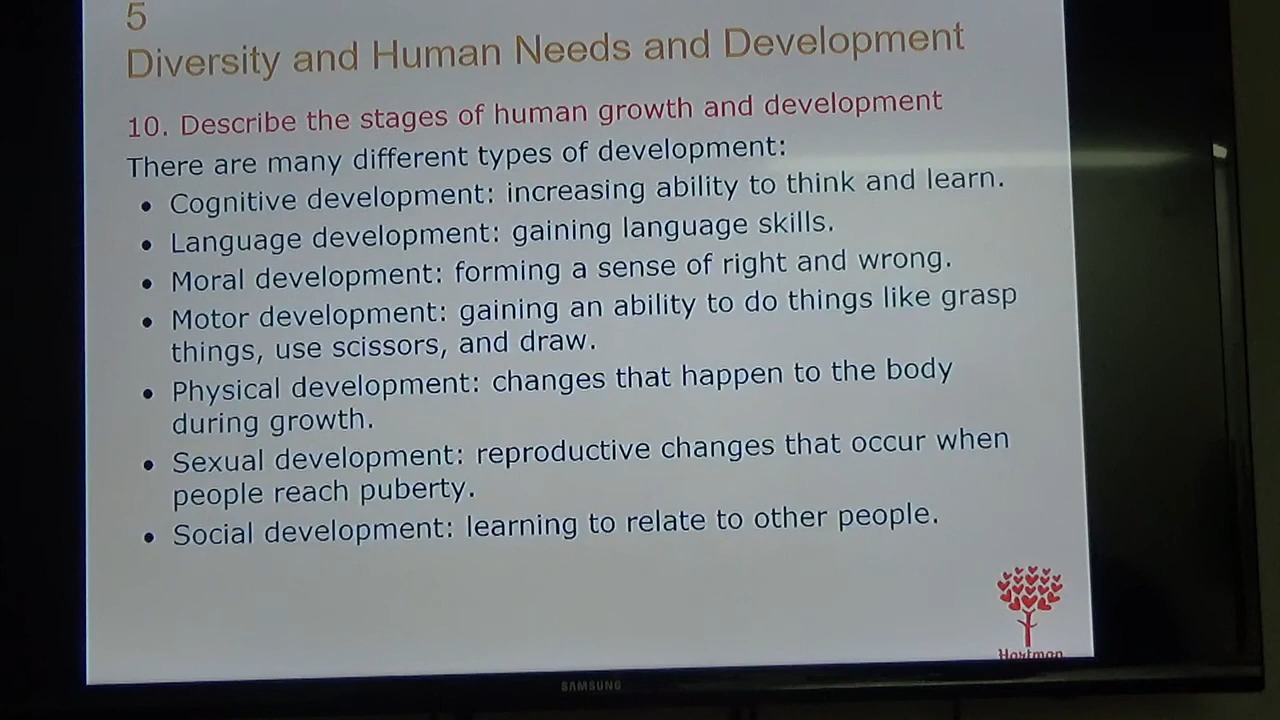 5
Diversity and Human Needs and Development
10. Describe the stages of human growth and development
There are many different types of development:
• Cognitive development: increasing ability to think and learn.
• Language development: gaining language skills.
• Moral development: forming a sense of right and wrong.
• Motor development: gaining an ability to do things like grasp
things, use scissors, and draw.
• Physical development: changes that happen to the body
during growth.
• Sexual development: reproductive changes that occur when
people reach puberty.
• Social development: learning to relate to other people.
Hartman
SAMSUNG